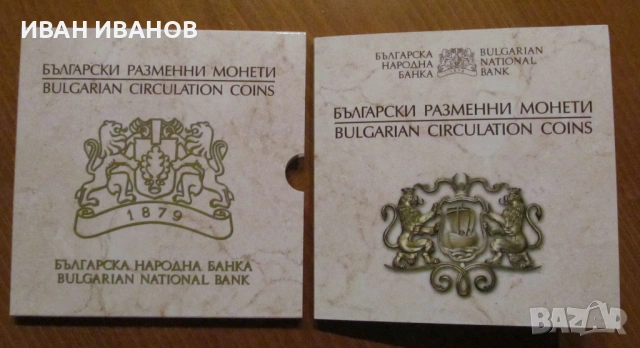 ИВАН ИВАНОВ
БЪЛГАРСКИ РАЗМЕННИ МОНЕТИ
BULGARIAN CIRCULATION COINS
1879
БЪЛГАРСКА НАРОДНА БАНКА
BULGARIAN NATIONAL BANK
БЪЛГАРСКА
НАРОДНА
БАНКА
BULGARIAN
NATIONAL
BANK
БЪЛГАРСКИ РАЗМЕННИ МОНЕТИ
BULGARIAN CIRCULATION COINS
BAZAR